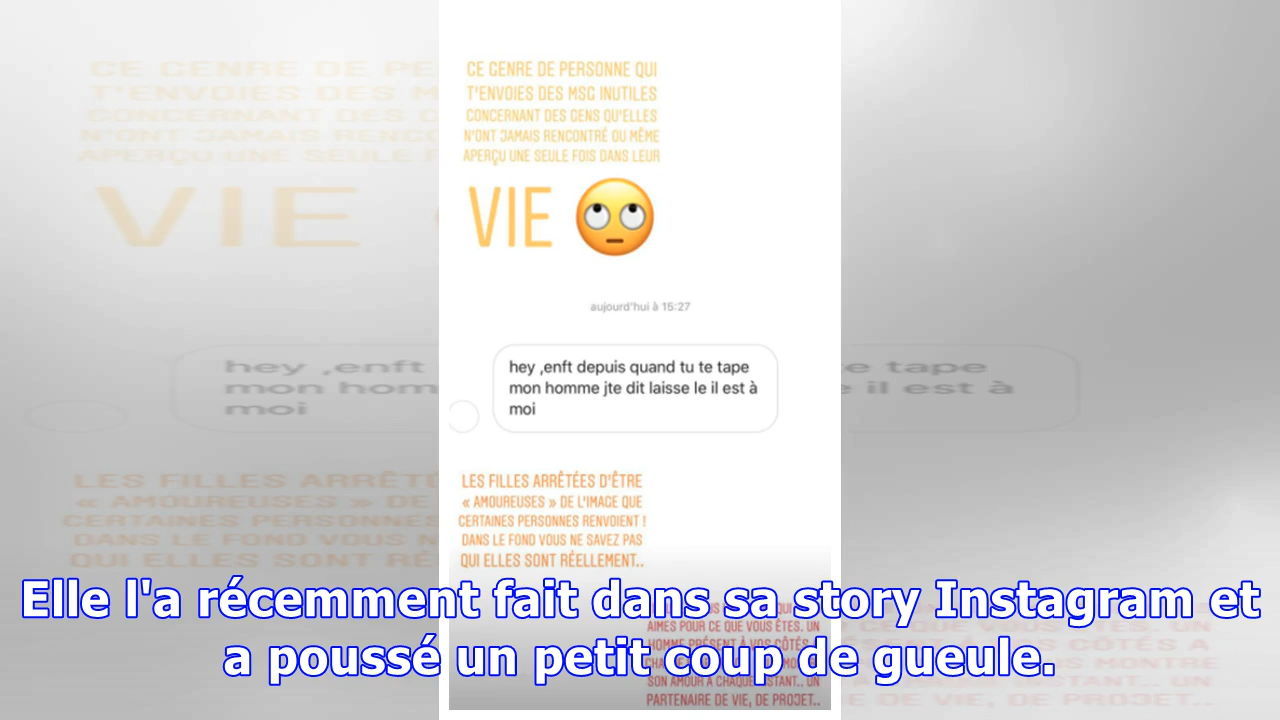 CE GENRE DE PERSONNE QUI
T'ENVOIES DES MSG INUTILES
CONCERNANT DES GENS QU'ELLES
N'ONT JAMAIS RENCONTRÉ OU MÊME
APERÇU UNE SEULE FOIS DANS LEUR
VIE 🙄
aujourd'hui à 15:27
hey ,enft depuis quand tu te tape
mon homme jte dit laisse le il est à
moi
LES FILLES ARRÊTÉES D'ÊTRE
« AMOUREUSES » DE L'IMAGE QUE
CERTAINES PERSONNES RENVOIENT !
DANS LE FOND VOUS NE SAVEZ PAS
QUI ELLES SONT RÉELLEMENT..
Elle l'a récemment fait dans sa story Instagram et
AIMES POUR CE QUE VOUS ÊTES. UN
HOMME PRÉSENT À VOS CÔTÉS
a poussé un petit coup de gueule.
SON AMOUR À CHAQUE INSTANT.. UN
PARTENAIRE DE VIE, DE PROJET..